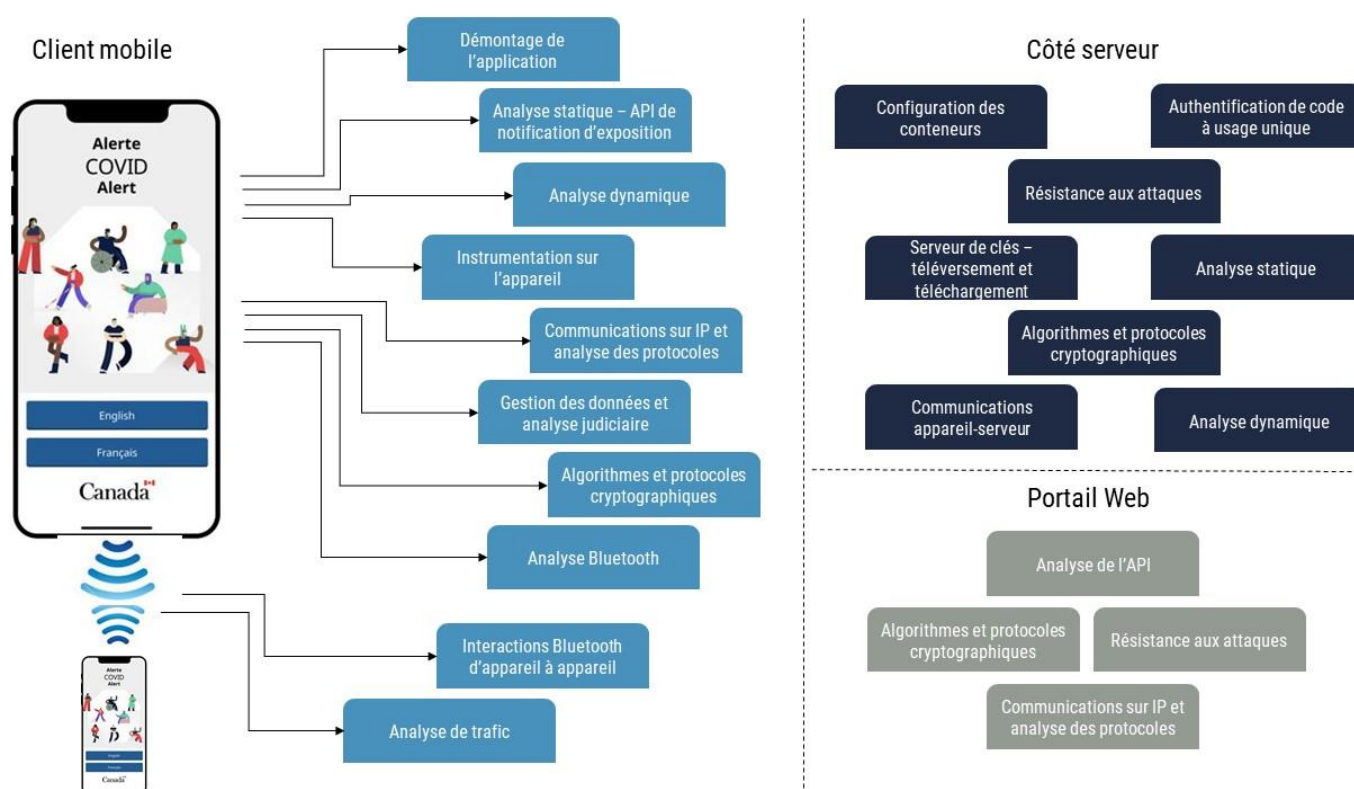 Client mobile
Alerte
COVID
Alert
English
Français
Canada
Alerte
COVID
Alert
English
Français
Canada
Démontage de
l'application
Analyse statique – API de
notification d'exposition
Analyse dynamique
Instrumentation sur
l'appareil
Communications sur IP et
analyse des protocoles
Gestion des données et
analyse judiciaire
Algorithmes et protocoles
cryptographiques
Analyse Bluetooth
Interactions Bluetooth
d'appareil à appareil
Analyse de trafic
Côté serveur
Configuration des
conteneurs
Authentification de code
à usage unique
Résistance aux attaques
Serveur de clés –
téléversement et
téléchargement
Analyse statique
Algorithmes et protocoles
cryptographiques
Communications
appareil-serveur
Analyse dynamique
Portail Web
Analyse de l'API
Algorithmes et protocoles
cryptographiques
Résistance aux attaques
Communications sur IP et
analyse des protocoles